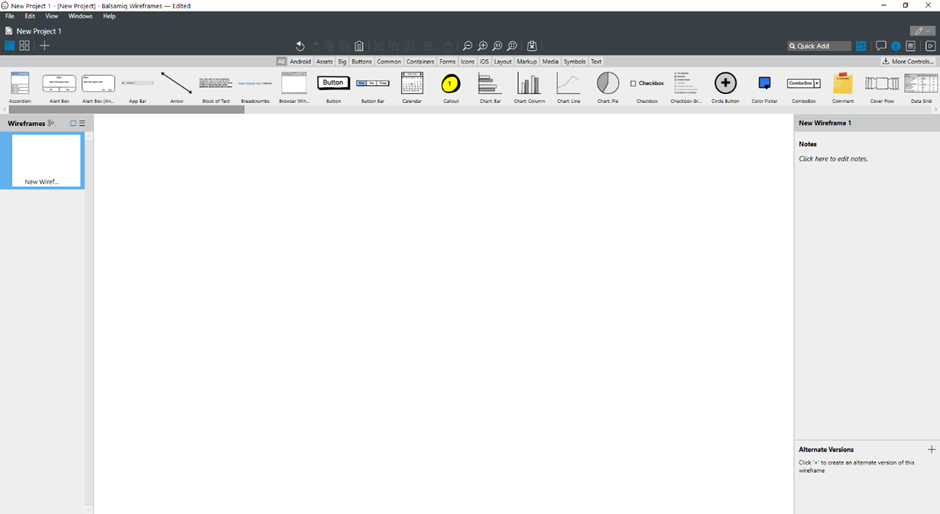 New Project 1 - [New Project] - Balsamiq Wireframes — Edited
File Edit View Windows Help
New Project 1
Quick Add
All Android Assets Big Buttons Common Containers Forms Icons iOS Layout Markup Media Symbols Text
More Controls...
Button
Checkbox
ComboBox
1
Accordion Alert Box Alert Box (An... App Bar Arrow Block of Text Breadcrumbs Browser Win... Button Button Bar Calendar Callout Chart: Bar Chart: Column Chart: Line Chart: Pie Checkbox Checkbox Gr... Circle Button Color Picker ComboBox Comment Cover Flow Data Grid
Wireframes
New Wiref...
New Wireframe 1
Notes
Click here to edit notes.
Alternate Versions
Click '+' to create an alternate version of this
wireframe